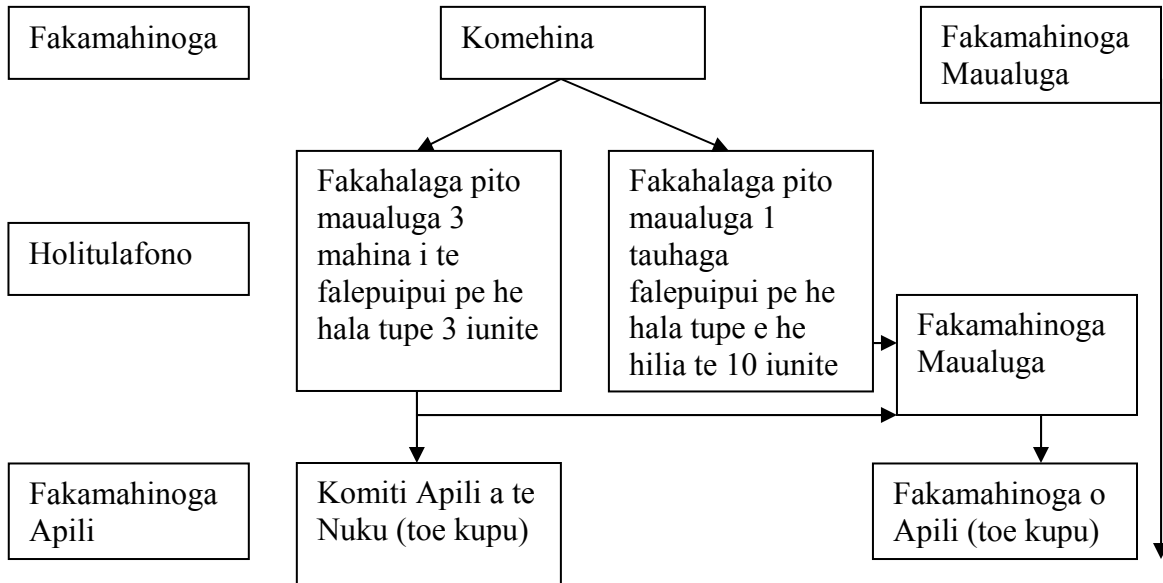 Fakamahinoga
Komehina
Fakamahinoga
Maualuga
Holitulafono
Fakahalaga pito
maualuga 3
mahina i te
falepuipui pe he
hala tupe 3 iunite
Fakahalaga pito
maualuga 1
tauhaga
falepuipui pe he
hala tupe e he
hilia te 10 iunite
Fakamahinoga
Maualuga
Fakamahinoga
Apili
Komiti Apili a te
Nuku (toe kupu)
Fakamahinoga o
Apili (toe kupu)